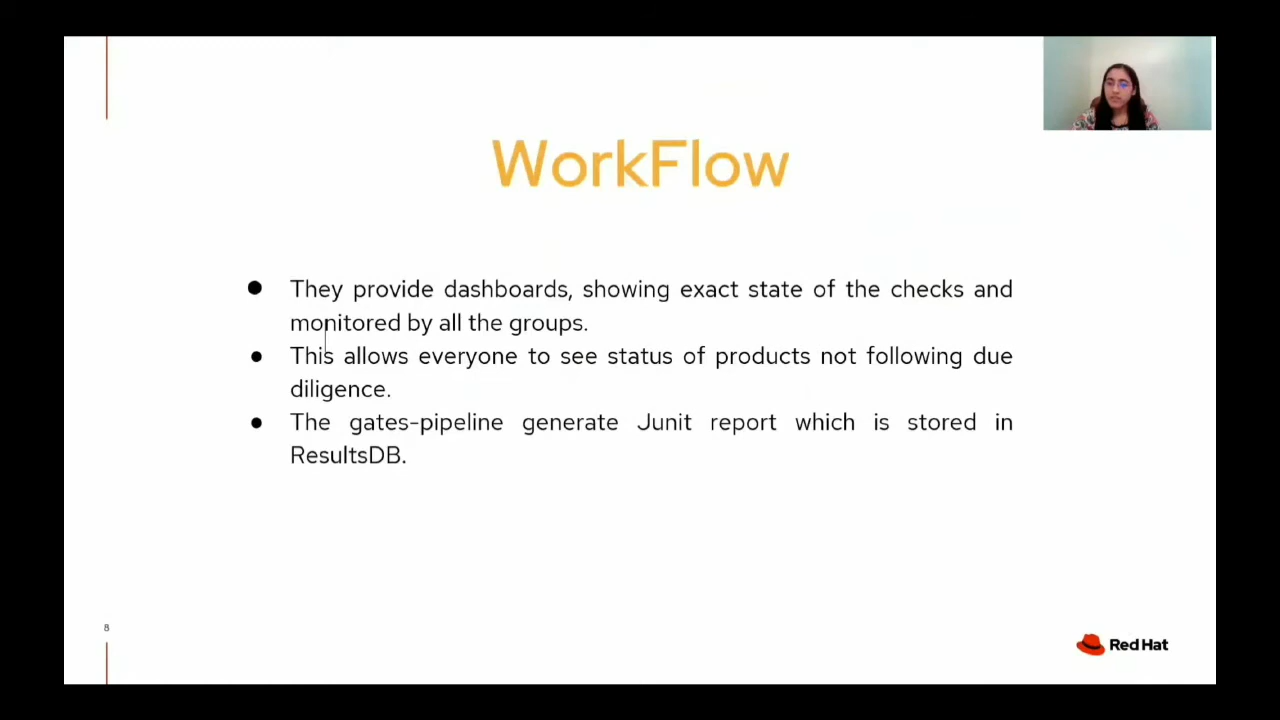 WorkFlow
● They provide dashboards, showing exact state of the checks and
monitored by all the groups.
● This allows everyone to see status of products not following due
diligence.
● The gates-pipeline generate Junit report which is stored in
ResultsDB.
8
Red Hat